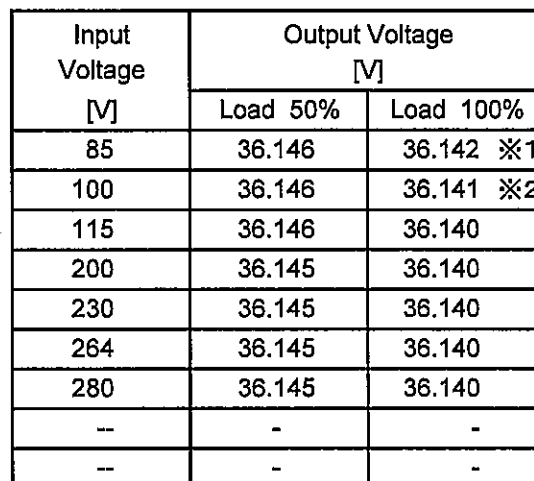 Input Voltage [V] Output Voltage [V]
Load 50% Load 100%
85 36.146 36.142 ※1
100 36.146 36.141 ※2
115 36.146 36.140
200 36.145 36.140
230 36.145 36.140
264 36.145 36.140
280 36.145 36.140
-- - -
-- - -